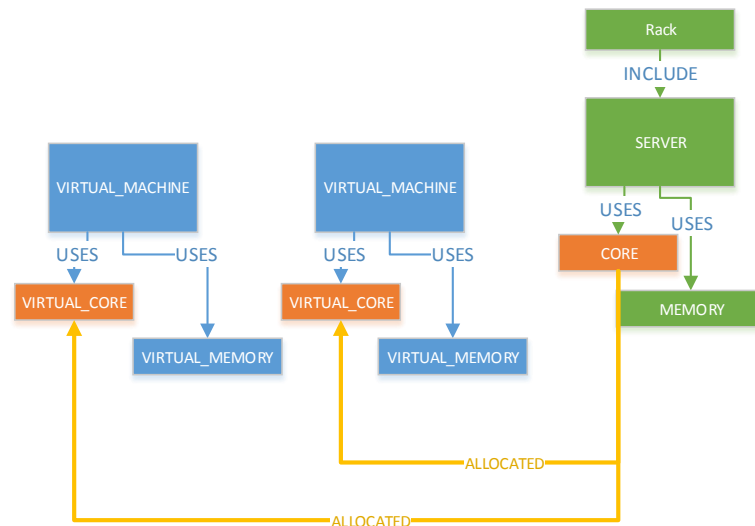 Rack
INCLUDE
SERVER
VIRTUAL_MACHINE
VIRTUAL_MACHINE
USES
USES
USES
USES
USES
USES
CORE
VIRTUAL_CORE
VIRTUAL_CORE
MEMORY
VIRTUAL_MEMORY
VIRTUAL_MEMORY
ALLOCATED
ALLOCATED